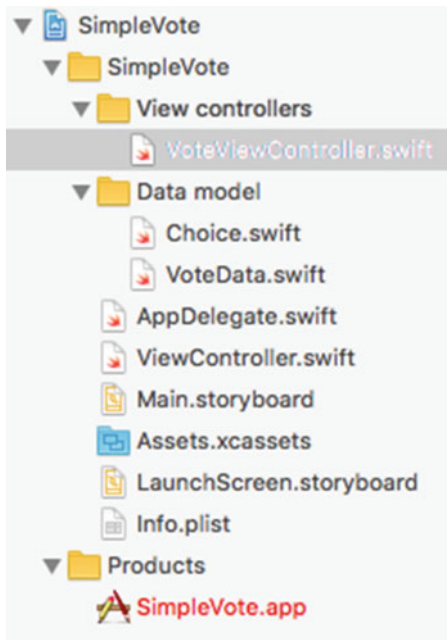 SimpleVote
SimpleVote
View controllers
VoteViewController.swift
Data model
Choice.swift
VoteData.swift
AppDelegate.swift
ViewController.swift
Main.storyboard
Assets.xcassets
LaunchScreen.storyboard
Info.plist
Products
SimpleVote.app